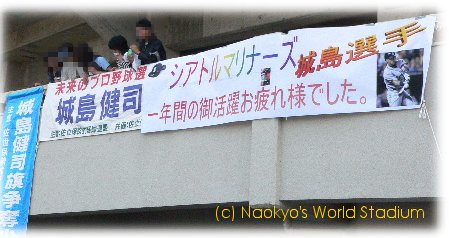 未来のプロ野球選
城島 健司
シアトルマリナーズ 城島選手
一年間の御活躍お疲れ様でした。
城島健司旗争奪
(c) Naokyo's World Stadium